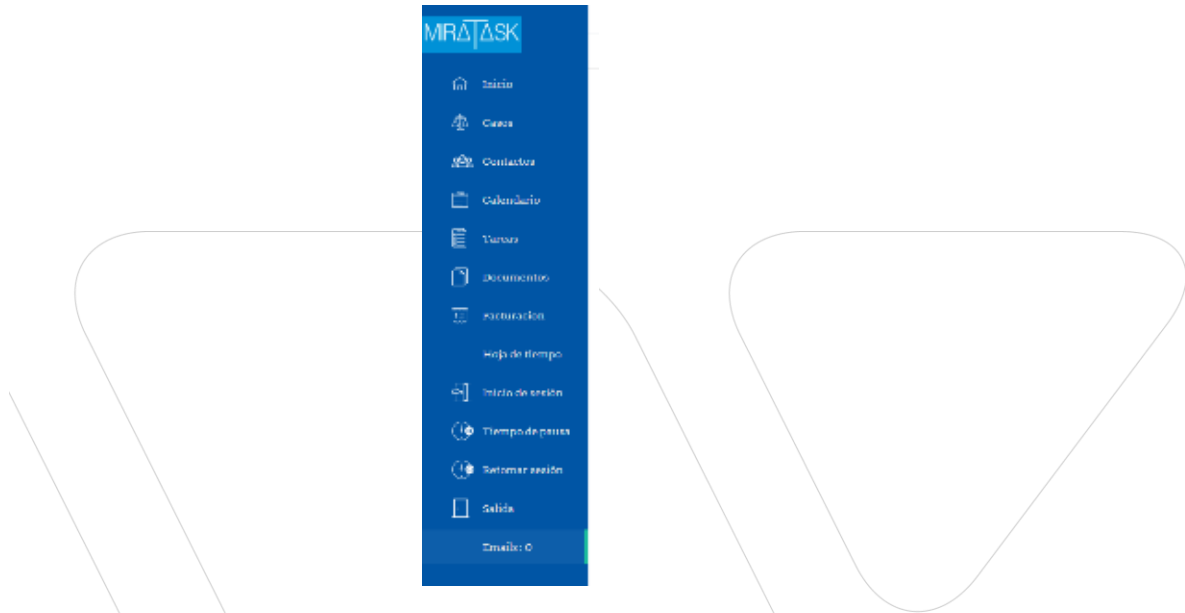 MIRATASK
Inicio
Casos
Contactos
Calendario
Tareas
Documentos
Facturacion
Hoja de tiempo
Inicio de sesión
Tiempo de pausa
Retomar sesión
Salida
Emails: 0